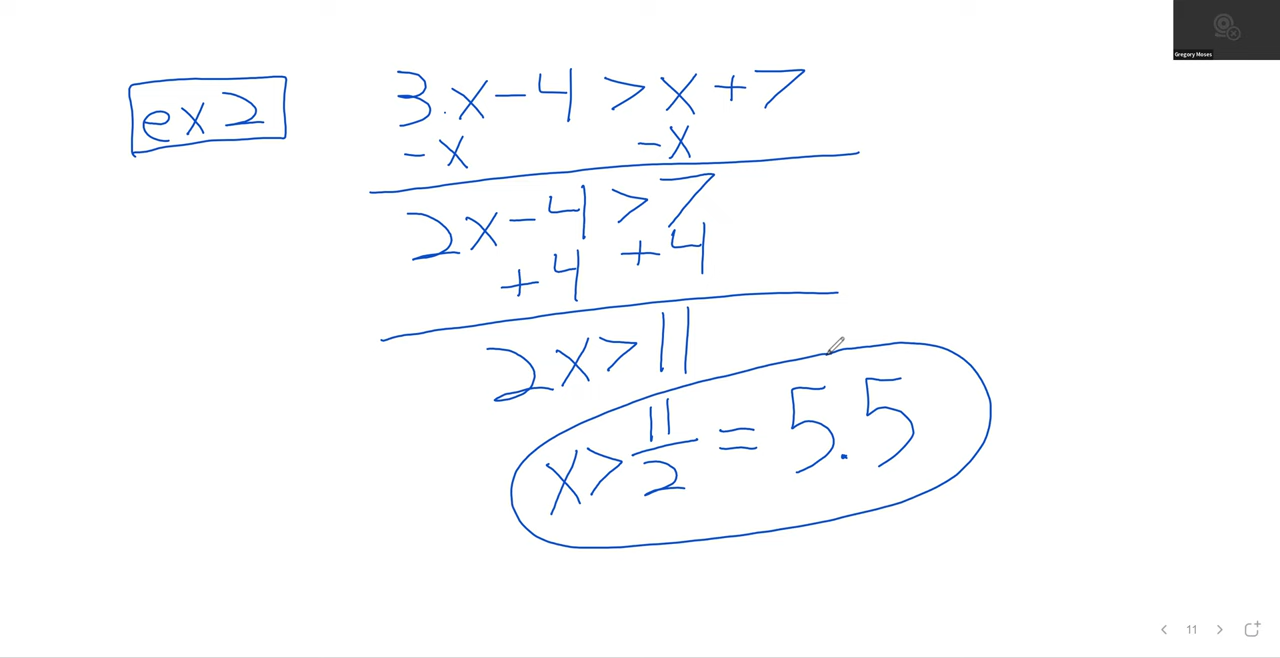 Gregory Moses
ex 2
3x-4 > x+7
-x -x
2x-4 > 7
+4 +4
2x > 11
x > 11/2 = 5.5
11